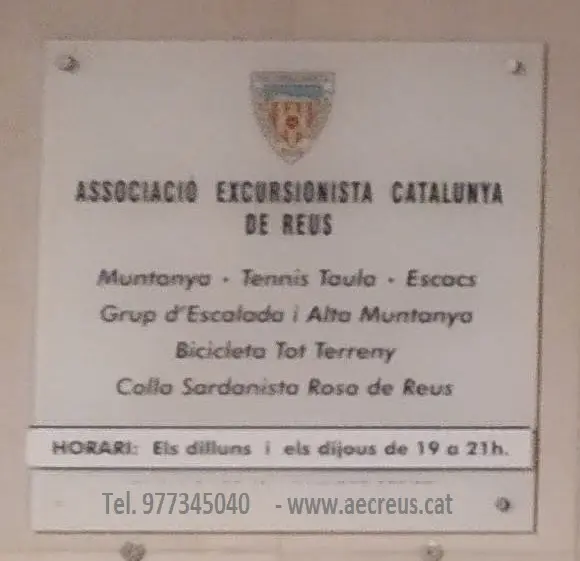 ASSOCIACIÓ EXCURSIONISTA CATALUNYA
DE REUS
Muntanya - Tennis Taula - Escacs
Grup d'Escalada i Alta Muntanya
Bicicleta Tot Terreny
Colla Sardanista Rosa de Reus
HORARI: Els dilluns i els dijous de 19 a 21h.
Tel. 977345040 - www.aecreus.cat